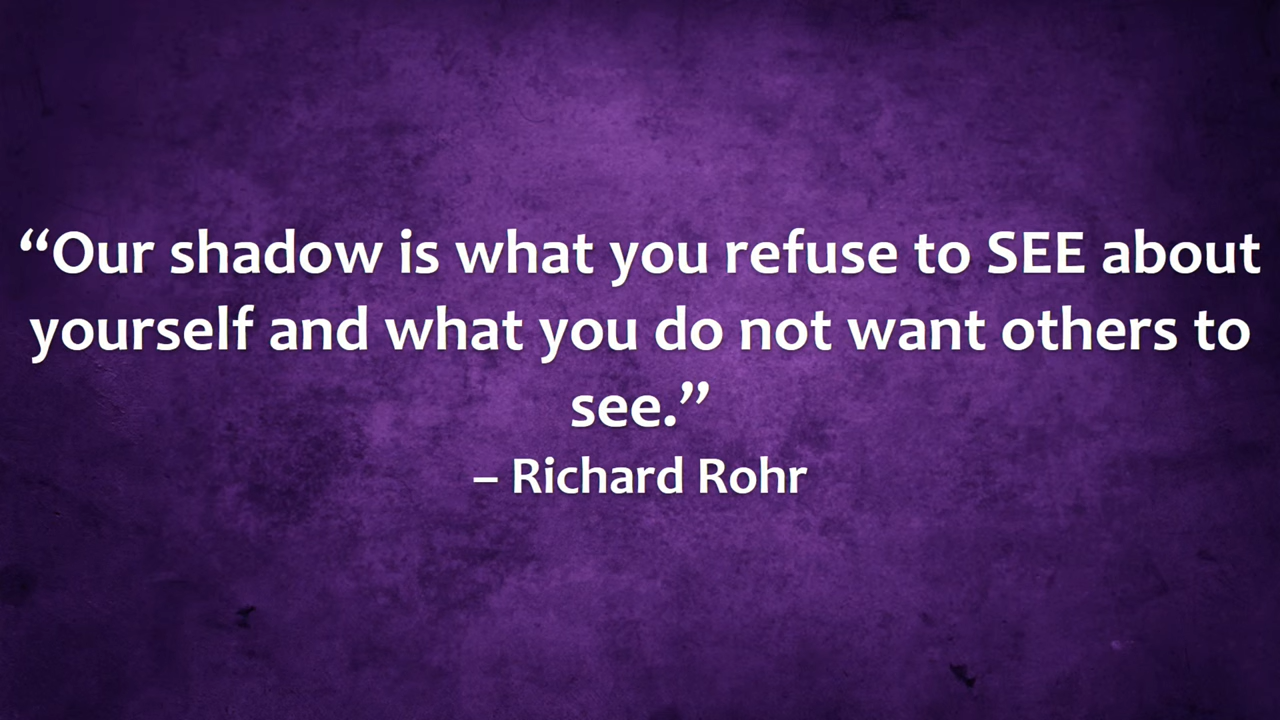 “Our shadow is what you refuse to SEE about
yourself and what you do not want others to
see.”
– Richard Rohr